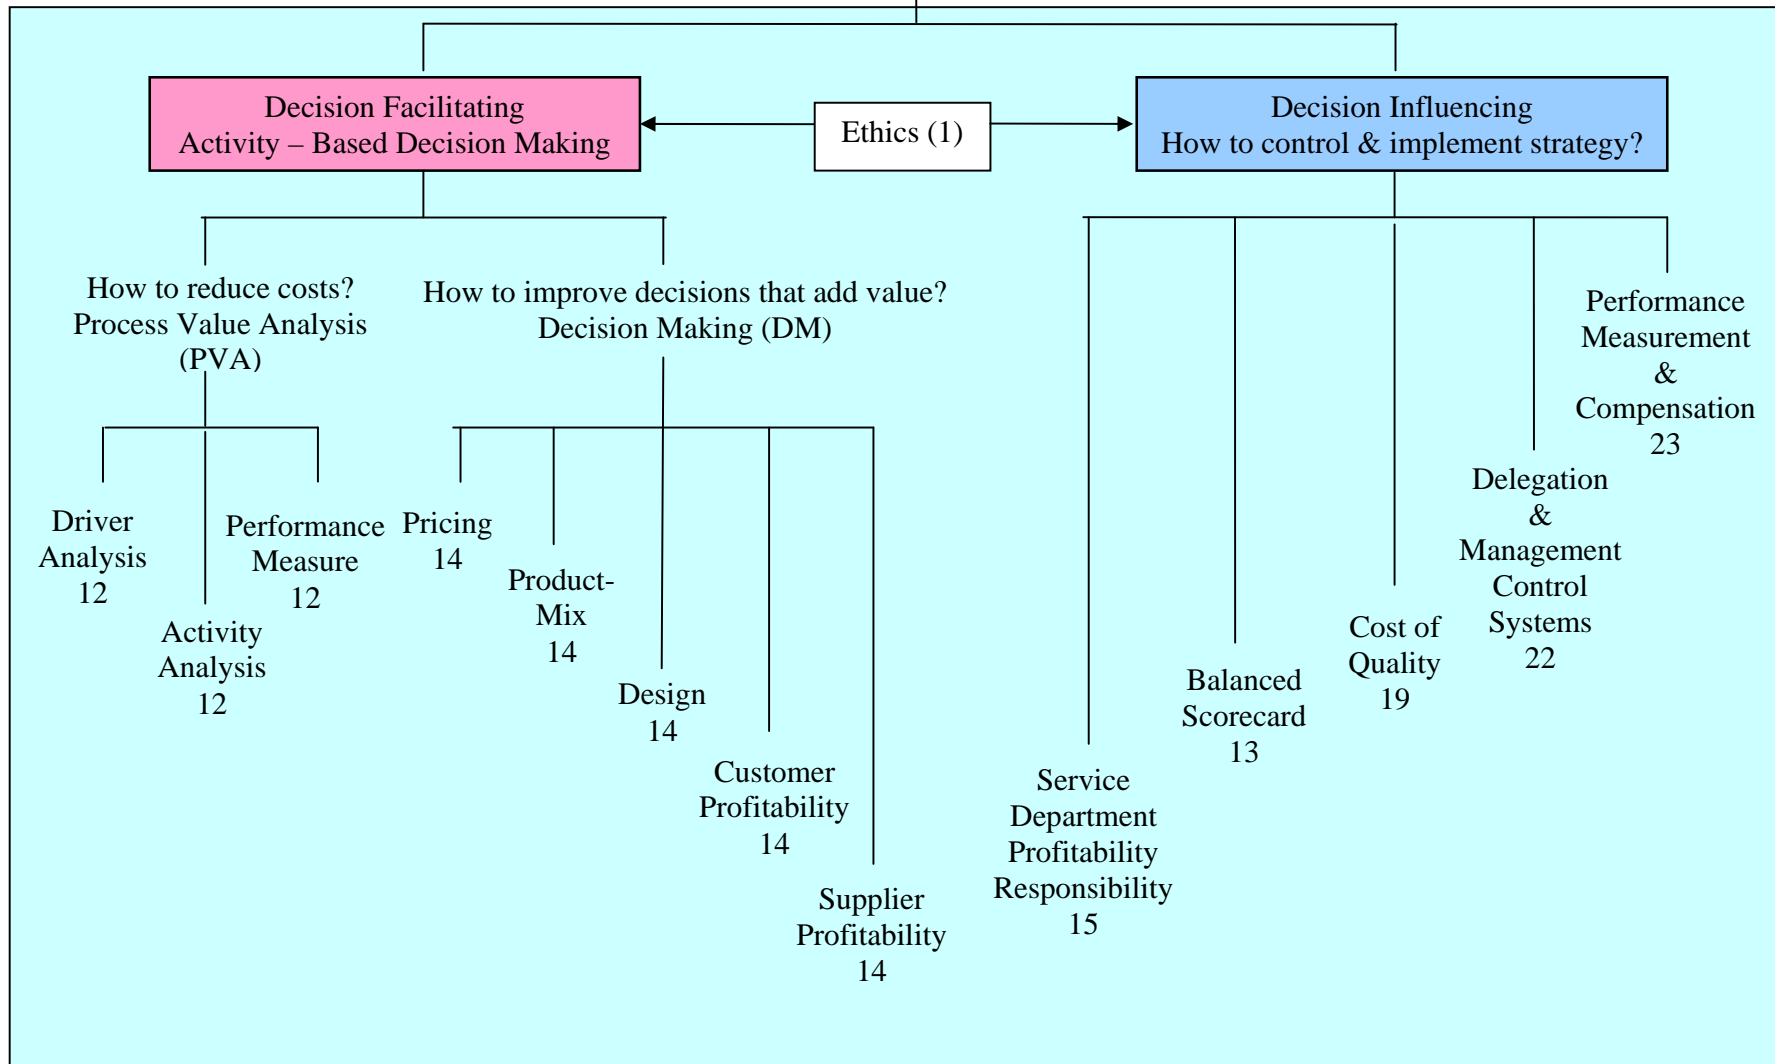 Decision Facilitating
Activity – Based Decision Making
Ethics (1)
Decision Influencing
How to control & implement strategy?
How to reduce costs?
Process Value Analysis
(PVA)
How to improve decisions that add value?
Decision Making (DM)
Driver
Analysis
12
Activity
Analysis
12
Performance
Measure
12
Pricing
14
Product-
Mix
14
Design
14
Customer
Profitability
14
Supplier
Profitability
14
Service
Department
Profitability
Responsibility
15
Balanced
Scorecard
13
Cost of
Quality
19
Delegation
&
Management
Control
Systems
22
Performance
Measurement
&
Compensation
23